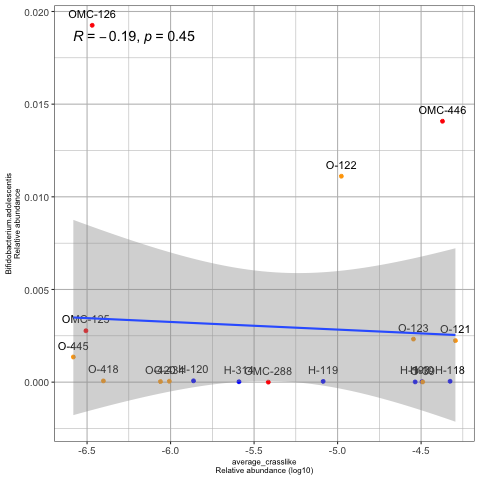 0.020
OMC-126
R = −0.19, p = 0.45
0.015
OMC-446
O-122
0.010
Bifidobacterium.adolescentis
Relative abundance
0.005
OMC-125
O-123
O-121
O-445
O-418
H-120
OMC-288
H-119
H-118
0.000
-6.5
-6.0
-5.5
-5.0
-4.5
average_crasslike
Relative abundance (log10)